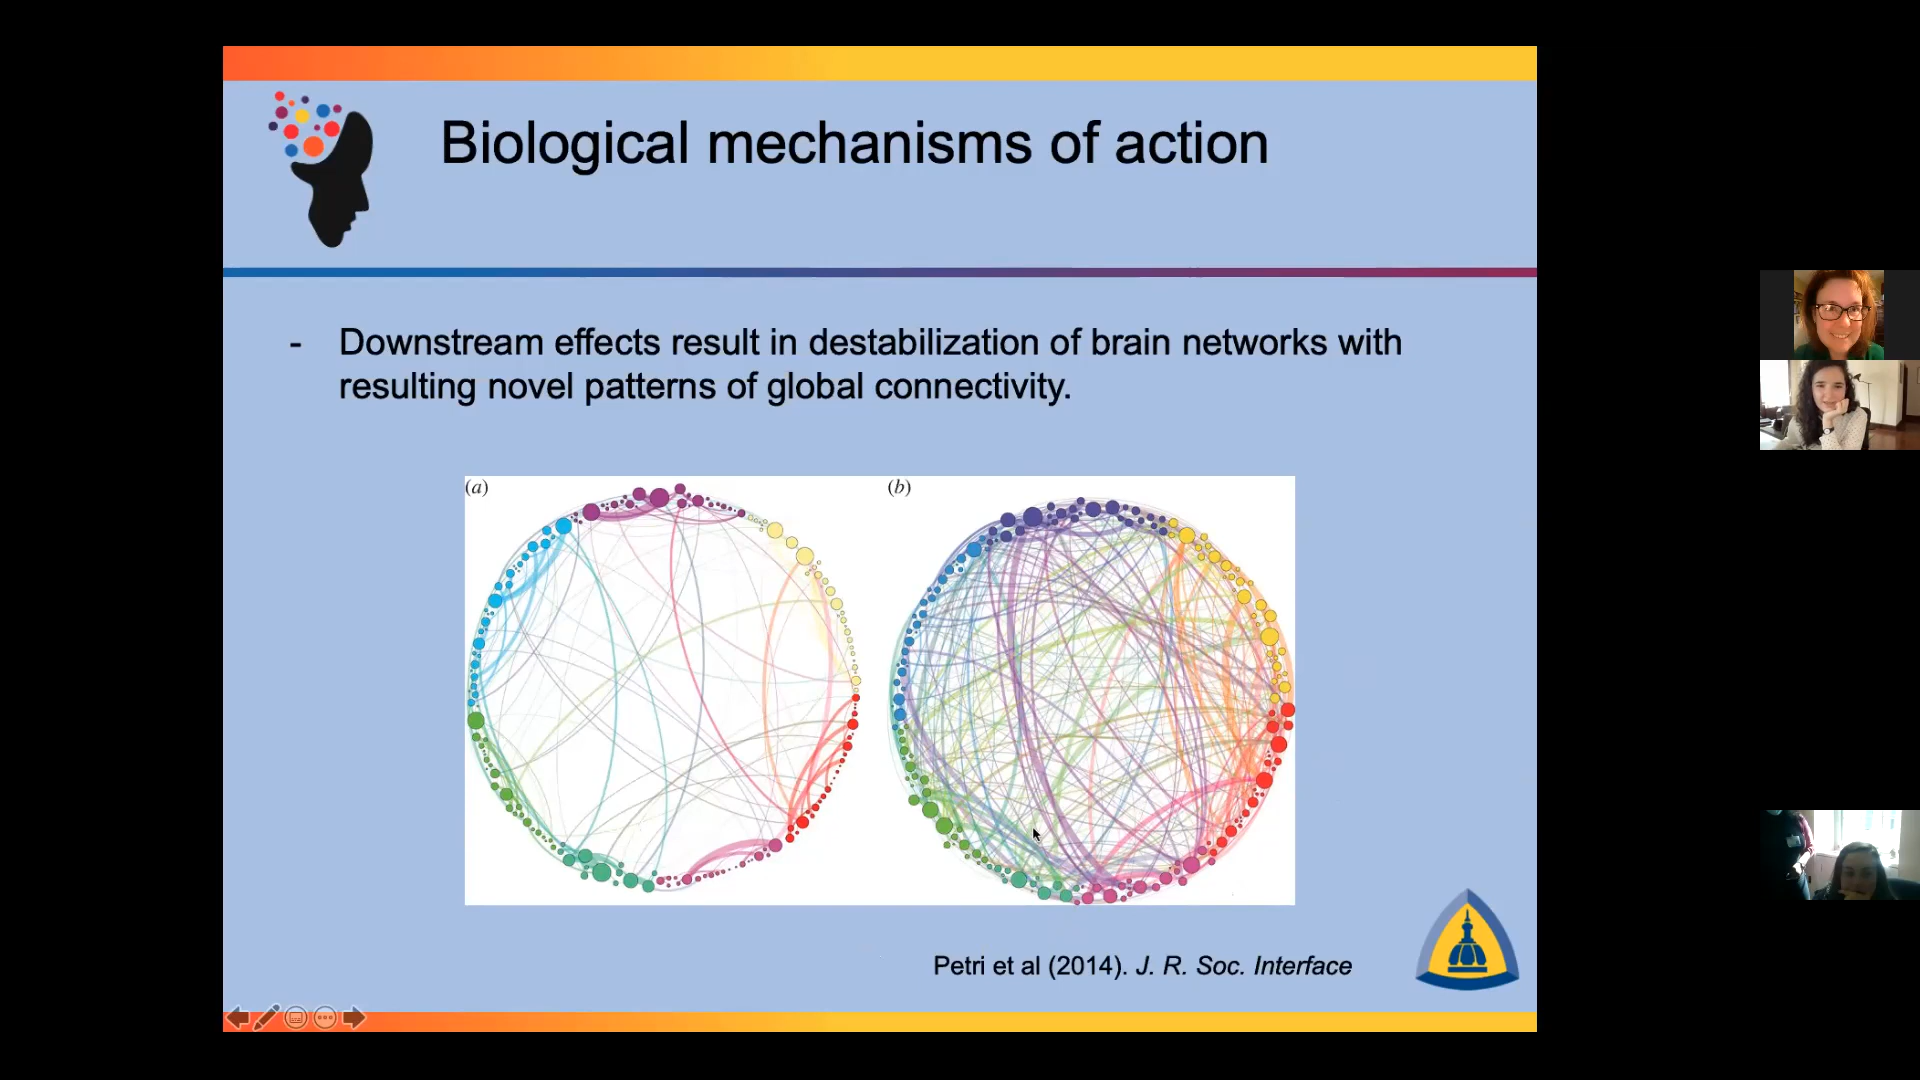 Biological mechanisms of action
- Downstream effects result in destabilization of brain networks with
resulting novel patterns of global connectivity.
(a)
(b)
Petri et al (2014). J. R. Soc. Interface